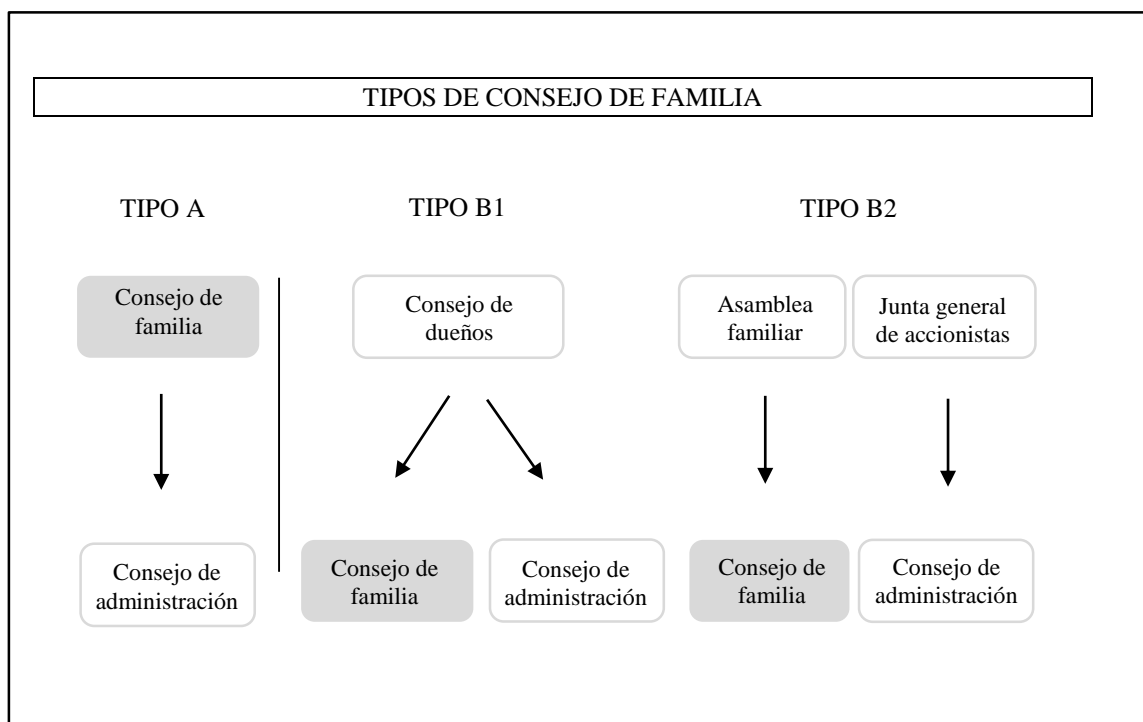 TIPOS DE CONSEJO DE FAMILIA
TIPO A
TIPO B1
TIPO B2
Consejo de
familia
Consejo de
dueños
Asamblea
familiar
Junta general
de accionistas
Consejo de
administración
Consejo de
familia
Consejo de
administración
Consejo de
familia
Consejo de
administración